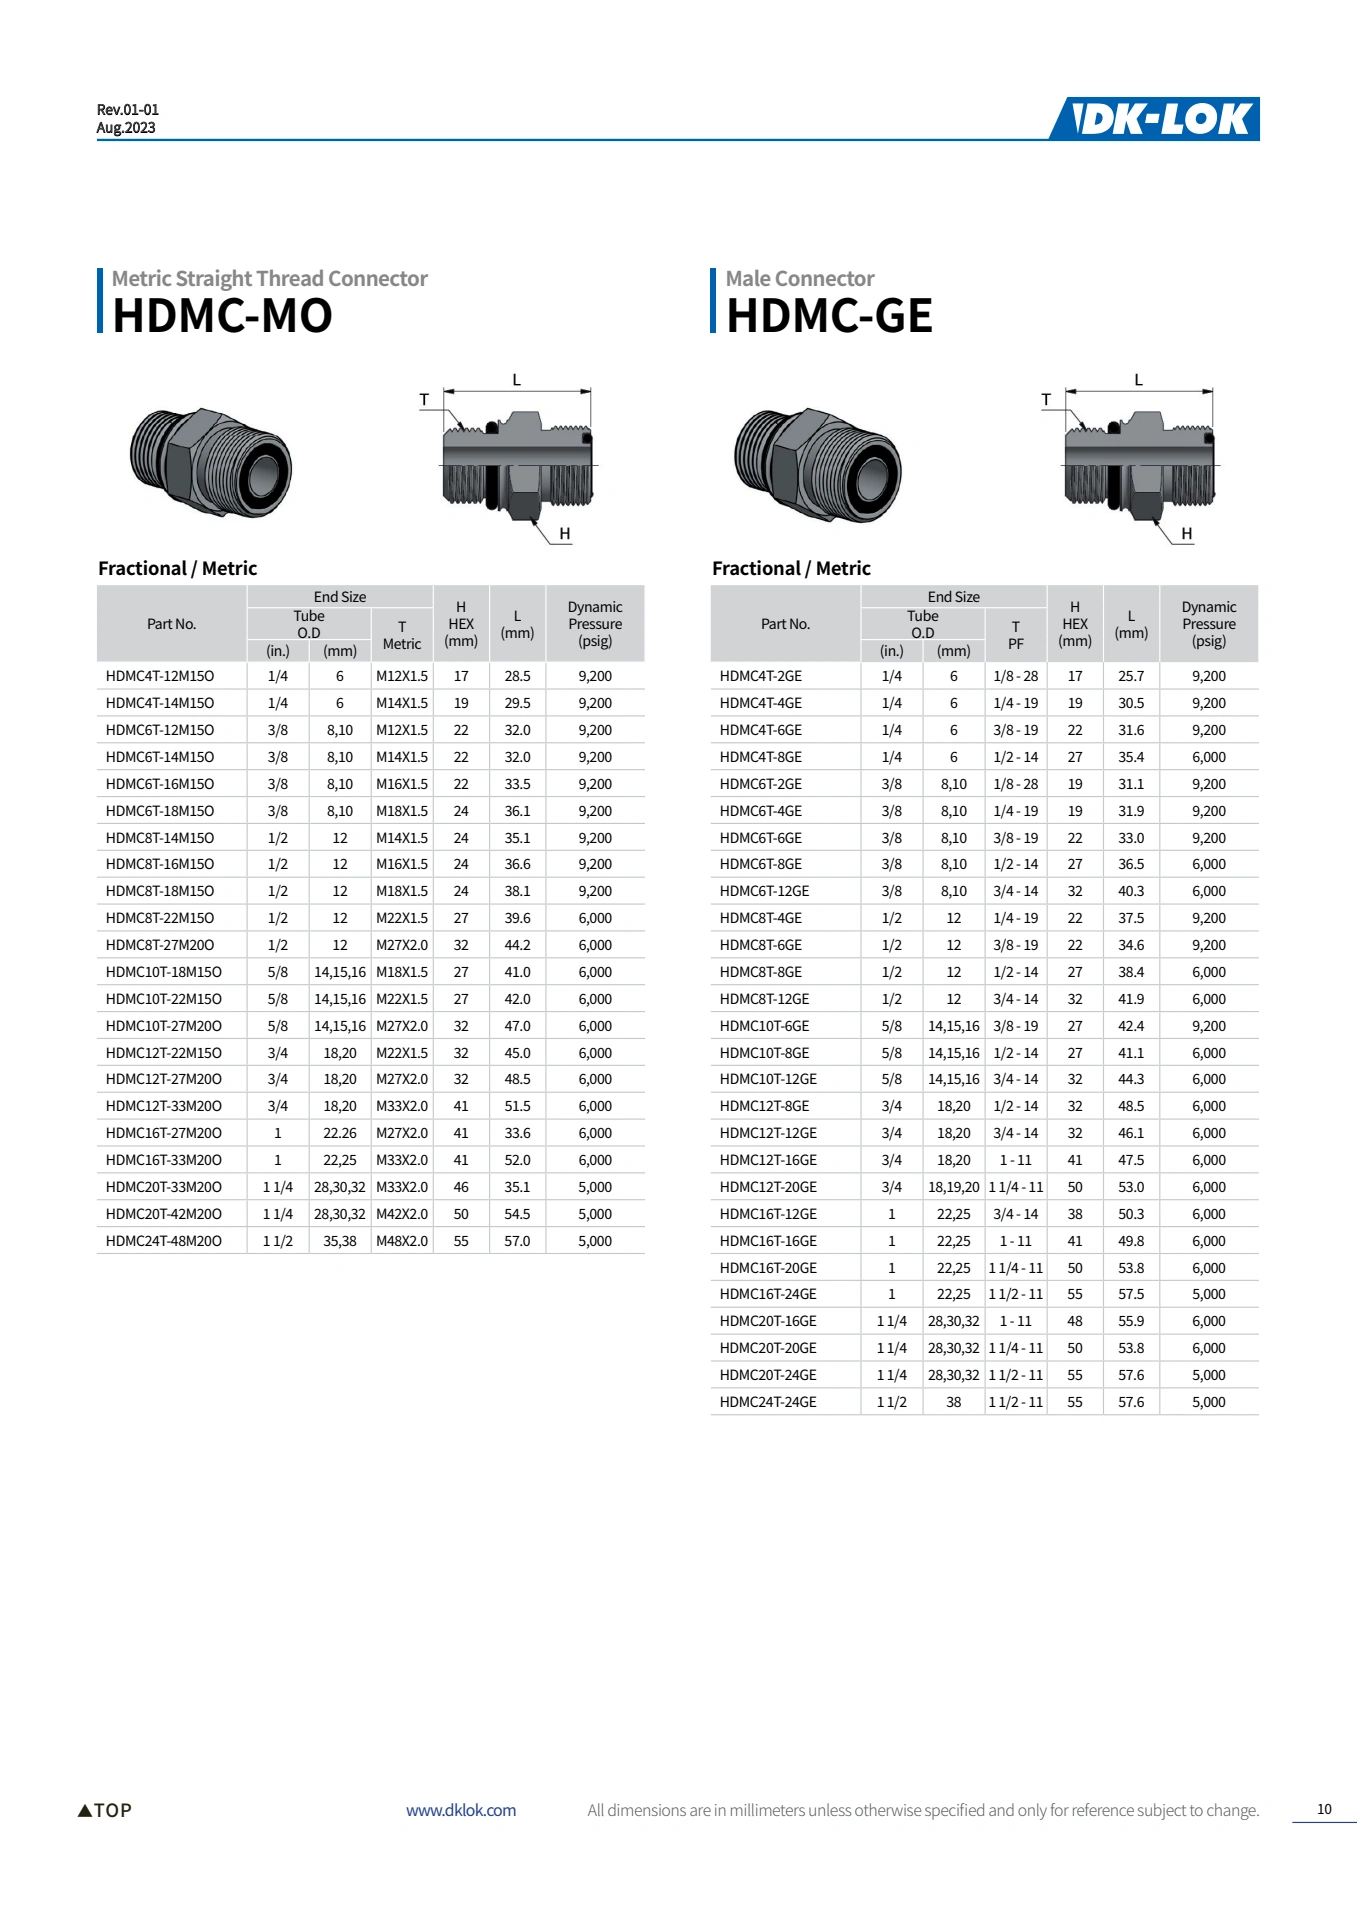 Rev.01-01
Aug.2023
DK-LOK
Metric Straight Thread Connector
HDMC-MO
T
L
H
Fractional / Metric
Part No. End Size H HEX (mm) L (mm) Dynamic Pressure (psig)
Tube O.D T Metric
(in.) (mm)
HDMC4T-12M15O 1/4 6 M12X1.5 17 28.5 9,200
HDMC4T-14M15O 1/4 6 M14X1.5 19 29.5 9,200
HDMC6T-12M15O 3/8 8,10 M12X1.5 22 32.0 9,200
HDMC6T-14M15O 3/8 8,10 M14X1.5 22 32.0 9,200
HDMC6T-16M15O 3/8 8,10 M16X1.5 22 33.5 9,200
HDMC6T-18M15O 3/8 8,10 M18X1.5 24 36.1 9,200
HDMC8T-14M15O 1/2 12 M14X1.5 24 35.1 9,200
HDMC8T-16M15O 1/2 12 M16X1.5 24 36.6 9,200
HDMC8T-18M15O 1/2 12 M18X1.5 24 38.1 9,200
HDMC8T-22M15O 1/2 12 M22X1.5 27 39.6 6,000
HDMC8T-27M20O 1/2 12 M27X2.0 32 44.2 6,000
HDMC10T-18M15O 5/8 14,15,16 M18X1.5 27 41.0 6,000
HDMC10T-22M15O 5/8 14,15,16 M22X1.5 27 42.0 6,000
HDMC10T-27M20O 5/8 14,15,16 M27X2.0 32 47.0 6,000
HDMC12T-22M15O 3/4 18,20 M22X1.5 32 45.0 6,000
HDMC12T-27M20O 3/4 18,20 M27X2.0 32 48.5 6,000
HDMC12T-33M20O 3/4 18,20 M33X2.0 41 51.5 6,000
HDMC16T-27M20O 1 22.26 M27X2.0 41 33.6 6,000
HDMC16T-33M20O 1 22,25 M33X2.0 41 52.0 6,000
HDMC20T-33M20O 1 1/4 28,30,32 M33X2.0 46 35.1 5,000
HDMC20T-42M20O 1 1/4 28,30,32 M42X2.0 50 54.5 5,000
HDMC24T-48M20O 1 1/2 35,38 M48X2.0 55 57.0 5,000
Male Connector
HDMC-GE
T
L
H
Fractional / Metric
Part No. End Size H HEX (mm) L (mm) Dynamic Pressure (psig)
Tube O.D T PF
(in.) (mm)
HDMC4T-2GE 1/4 6 1/8 - 28 17 25.7 9,200
HDMC4T-4GE 1/4 6 1/4 - 19 19 30.5 9,200
HDMC4T-6GE 1/4 6 3/8 - 19 22 31.6 9,200
HDMC4T-8GE 1/4 6 1/2 - 14 27 35.4 6,000
HDMC6T-2GE 3/8 8,10 1/8 - 28 19 31.1 9,200
HDMC6T-4GE 3/8 8,10 1/4 - 19 19 31.9 9,200
HDMC6T-6GE 3/8 8,10 3/8 - 19 22 33.0 9,200
HDMC6T-8GE 3/8 8,10 1/2 - 14 27 36.5 6,000
HDMC6T-12GE 3/8 8,10 3/4 - 14 32 40.3 6,000
HDMC8T-4GE 1/2 12 1/4 - 19 22 37.5 9,200
HDMC8T-6GE 1/2 12 3/8 - 19 22 34.6 9,200
HDMC8T-8GE 1/2 12 1/2 - 14 27 38.4 6,000
HDMC8T-12GE 1/2 12 3/4 - 14 32 41.9 6,000
HDMC10T-6GE 5/8 14,15,16 3/8 - 19 27 42.4 9,200
HDMC10T-8GE 5/8 14,15,16 1/2 - 14 27 41.1 6,000
HDMC10T-12GE 5/8 14,15,16 3/4 - 14 32 44.3 6,000
HDMC12T-8GE 3/4 18,20 1/2 - 14 32 48.5 6,000
HDMC12T-12GE 3/4 18,20 3/4 - 14 32 46.1 6,000
HDMC12T-16GE 3/4 18,20 1 - 11 41 47.5 6,000
HDMC12T-20GE 3/4 18,19,20 1 1/4 - 11 50 53.0 6,000
HDMC16T-12GE 1 22,25 3/4 - 14 38 50.3 6,000
HDMC16T-16GE 1 22,25 1 - 11 41 49.8 6,000
HDMC16T-20GE 1 22,25 1 1/4 - 11 50 53.8 6,000
HDMC16T-24GE 1 22,25 1 1/2 - 11 55 57.5 5,000
HDMC20T-16GE 1 1/4 28,30,32 1 - 11 48 55.9 6,000
HDMC20T-20GE 1 1/4 28,30,32 1 1/4 - 11 50 53.8 6,000
HDMC20T-24GE 1 1/4 28,30,32 1 1/2 - 11 55 57.6 5,000
HDMC24T-24GE 1 1/2 38 1 1/2 - 11 55 57.6 5,000
▲TOP
www.dklok.com
All dimensions are in millimeters unless otherwise specified and only for reference subject to change.
10